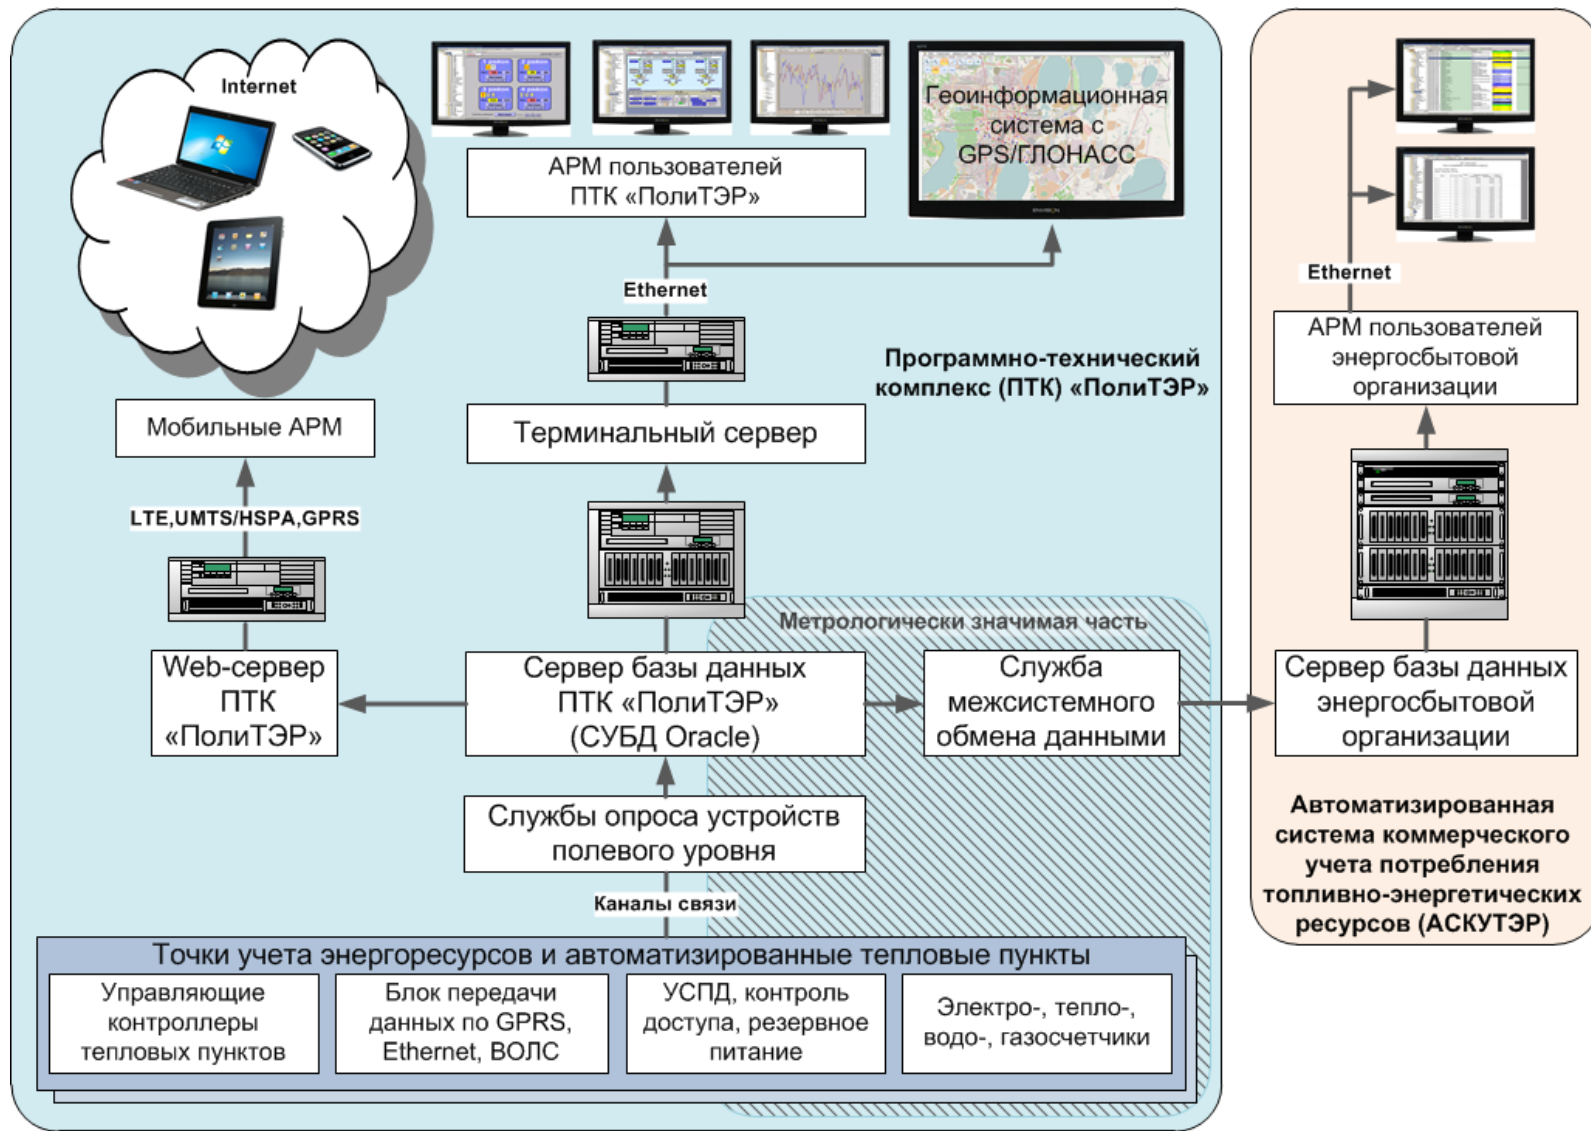 Internet
Геоинформационная
система с
GPS/ГЛОНАСС
АРМ пользователей
ПТК «ПолиТЭР»
Ethernet
Ethernet
АРМ пользователей
энергосбытовой
организации
Программно-технический
комплекс (ПТК) «ПолиТЭР»
Мобильные АРМ
Терминальный сервер
LTE,UMTS/HSPA,GPRS
Метрологически значимая часть
Web-сервер
ПТК
«ПолиТЭР»
Сервер базы данных
ПТК «ПолиТЭР»
(СУБД Oracle)
Служба
межсистемного
обмена данными
Сервер базы данных
энергосбытовой
организации
Службы опроса устройств
полевого уровня
Автоматизированная
система коммерческого
учета потребления
топливно-энергетических
ресурсов (АСКУТЭР)
Каналы связи
Точки учета энергоресурсов и автоматизированные тепловые пункты
Управляющие
контроллеры
тепловых пунктов
Блок передачи
данных по GPRS,
Ethernet, ВОЛС
УСПД, контроль
доступа, резервное
питание
Электро-, тепло-,
водо-, газосчетчики